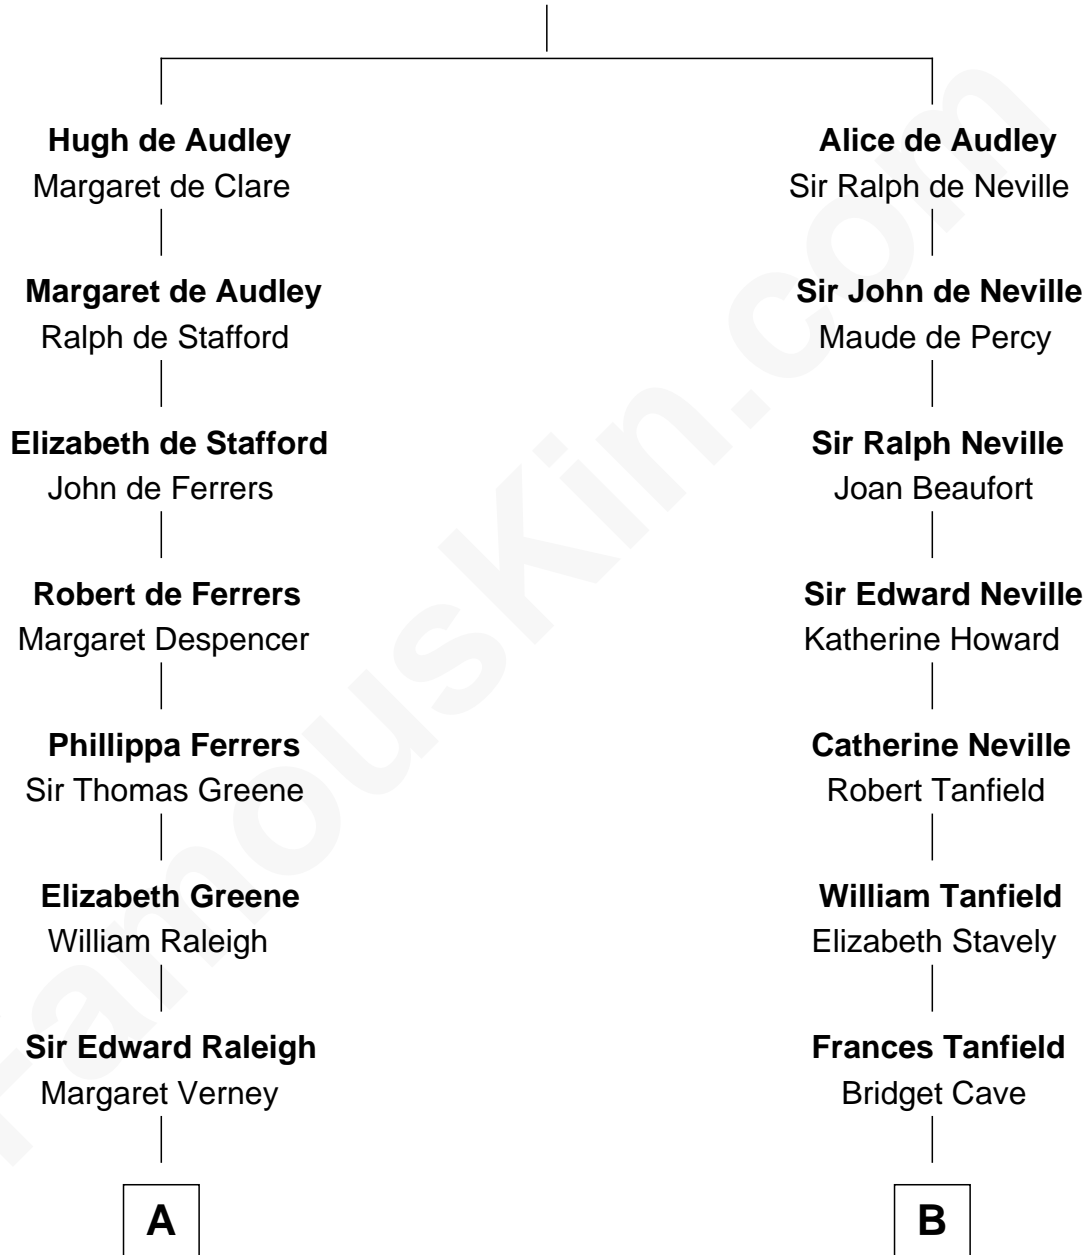 Hugh de Audley
Margaret de Clare
Margaret de Audley
Ralph de Stafford
Elizabeth de Stafford
John de Ferrers
Robert de Ferrers
Margaret Despencer
Phillippa Ferrers
Sir Thomas Greene
Elizabeth Greene
William Raleigh
Sir Edward Raleigh
Margaret Verney
A
Alice de Audley
Sir Ralph de Neville
Sir John de Neville
Maude de Percy
Sir Ralph Neville
Joan Beaufort
Sir Edward Neville
Katherine Howard
Catherine Neville
Robert Tanfield
William Tanfield
Elizabeth Stavely
Frances Tanfield
Bridget Cave
B
FamousKin.com